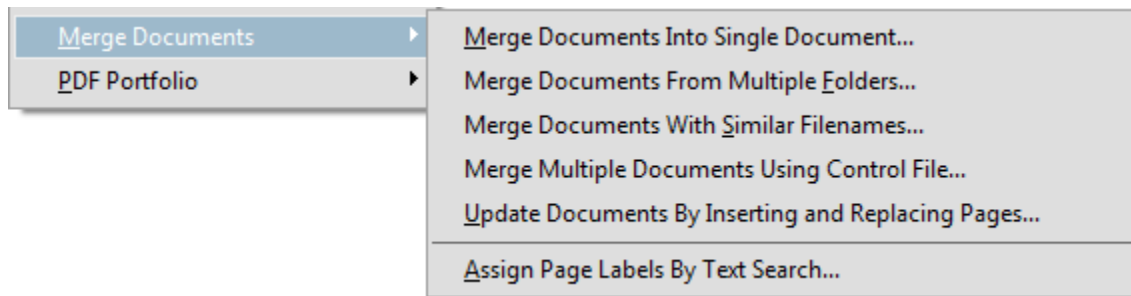 Merge Documents
PDF Portfolio
Merge Documents Into Single Document...
Merge Documents From Multiple Folders...
Merge Documents With Similar Filenames...
Merge Multiple Documents Using Control File...
Update Documents By Inserting and Replacing Pages...
Assign Page Labels By Text Search...